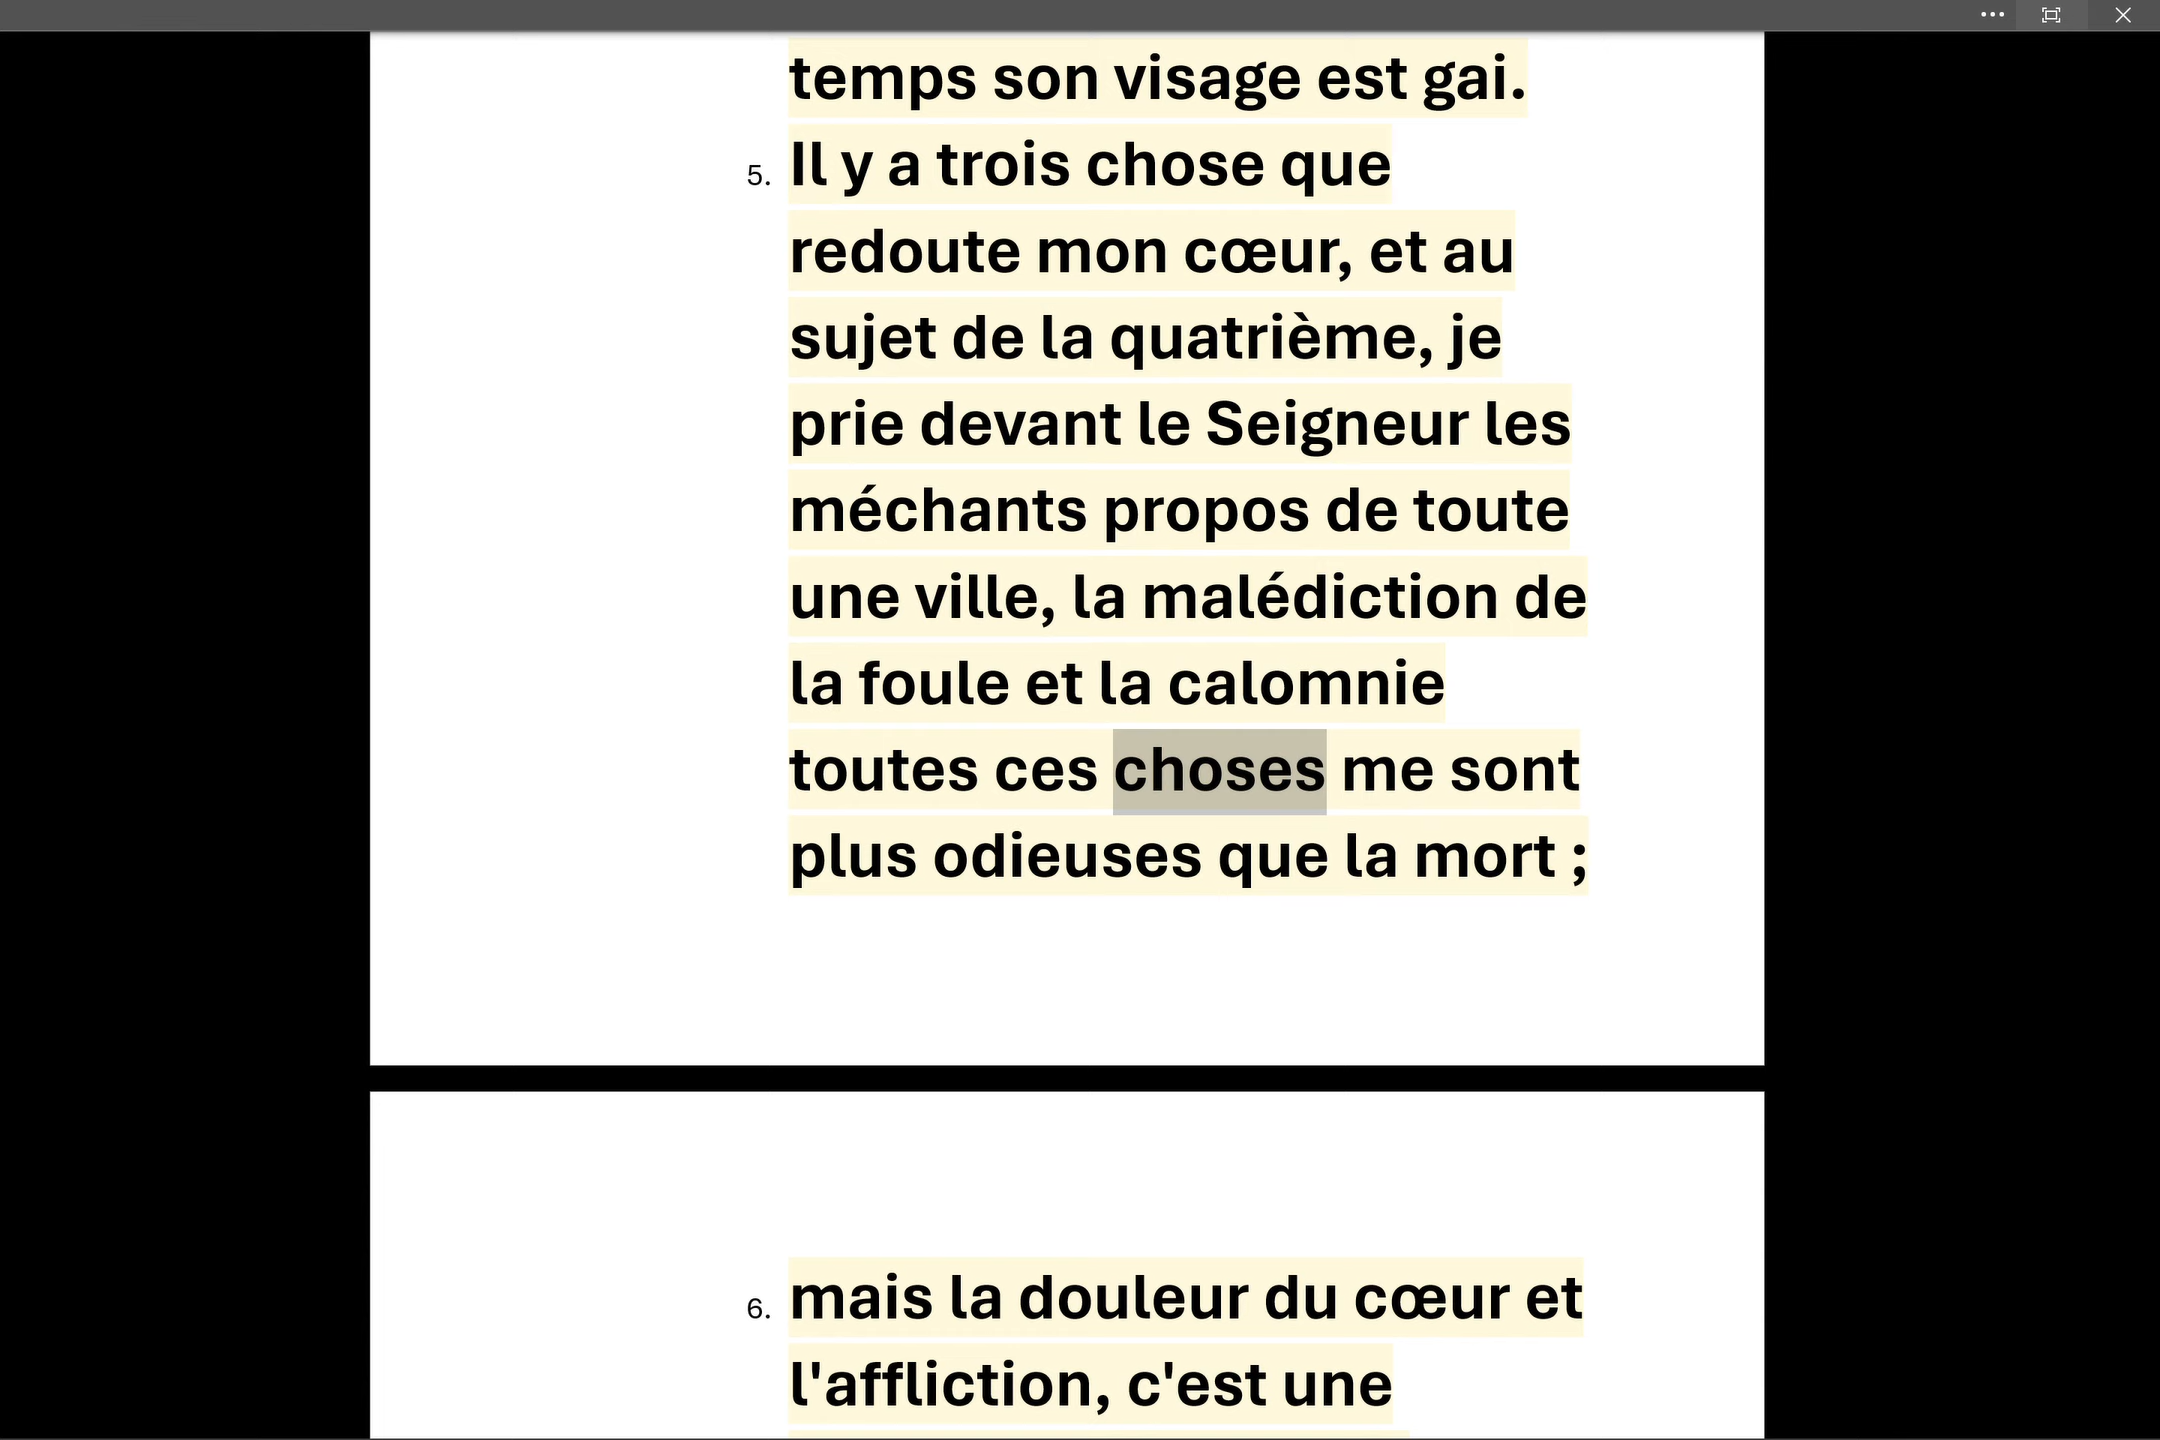 temps son visage est gai.
5. Il y a trois chose que
redoute mon cœur, et au
sujet de la quatrième, je
prie devant le Seigneur les
méchants propos de toute
une ville, la malédiction de
la foule et la calomnie
toutes ces choses me sont
plus odieuses que la mort ;
6. mais la douleur du cœur et
l'affliction, c'est une